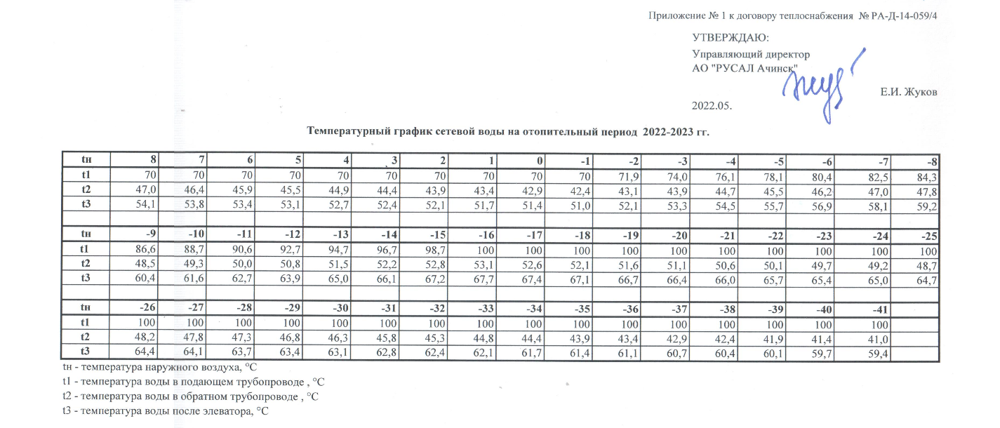 Приложение № 1 к договору теплоснабжения № РА-Д-14-059/4
УТВЕРЖДАЮ:
Управляющий директор
АО "РУСАЛ Ачинск"
Е.И. Жуков
2022.05.
Температурный график сетевой воды на отопительный период 2022-2023 гг.
tн 8 7 6 5 4 3 2 1 0 -1 -2 -3 -4 -5 -6 -7 -8
t1 70 70 70 70 70 70 70 70 70 70 71,9 74,0 76,1 78,1 80,4 82,5 84,3
t2 47,0 46,4 45,9 45,5 44,9 44,4 43,9 43,4 42,9 42,4 43,1 43,9 44,7 45,5 46,2 47,0 47,8
t3 54,1 53,8 53,4 53,1 52,7 52,4 52,1 51,7 51,4 51,0 52,1 53,3 54,5 55,7 56,9 58,1 59,2
tн -9 -10 -11 -12 -13 -14 -15 -16 -17 -18 -19 -20 -21 -22 -23 -24 -25
t1 86,6 88,7 90,6 92,7 94,7 96,7 98,7 100 100 100 100 100 100 100 100 100 100
t2 48,5 49,3 50,0 50,8 51,5 52,2 52,8 53,1 52,6 52,1 51,6 51,1 50,6 50,1 49,7 49,2 48,7
t3 60,4 61,6 62,7 63,9 65,0 66,1 67,2 67,7 67,4 67,1 66,7 66,4 66,0 65,7 65,4 65,0 64,7
tн -26 -27 -28 -29 -30 -31 -32 -33 -34 -35 -36 -37 -38 -39 -40 -41
t1 100 100 100 100 100 100 100 100 100 100 100 100 100 100 100 100
t2 48,2 47,8 47,3 46,8 46,3 45,8 45,3 44,8 44,4 43,9 43,4 42,9 42,4 41,9 41,4 41,0
t3 64,4 64,1 63,7 63,4 63,1 62,8 62,4 62,1 61,7 61,4 61,1 60,7 60,4 60,1 59,7 59,4
tн - температура наружного воздуха, °С
t1 - температура воды в подающем трубопроводе , °С
t2 - температура воды в обратном трубопроводе , °С
t3 - температура воды после элеватора, °С